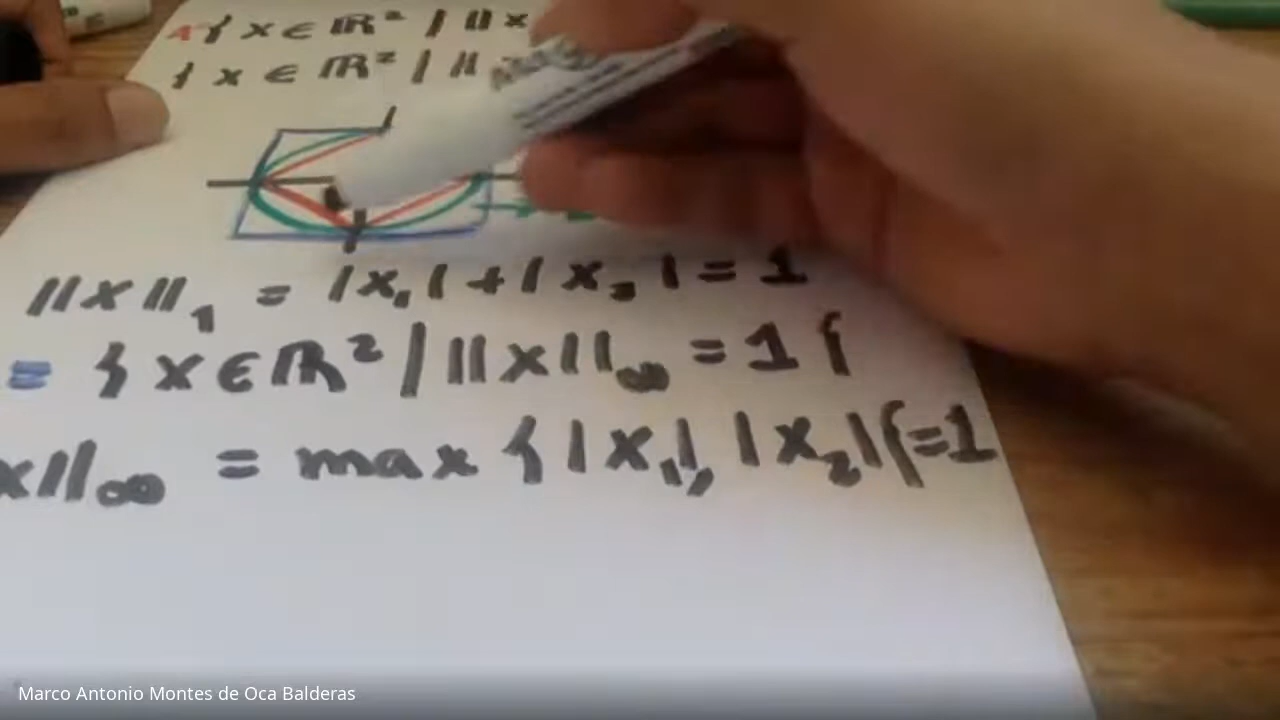 A { x ∈ ℝ² | ||x
{ x ∈ ℝ² | ||
||x||₁ = |x₁| + |x₂| = 1
= { x ∈ ℝ² | ||x||∞ = 1 }
x||∞ = max { |x₁|, |x₂| } = 1
Marco Antonio Montes de Oca Balderas